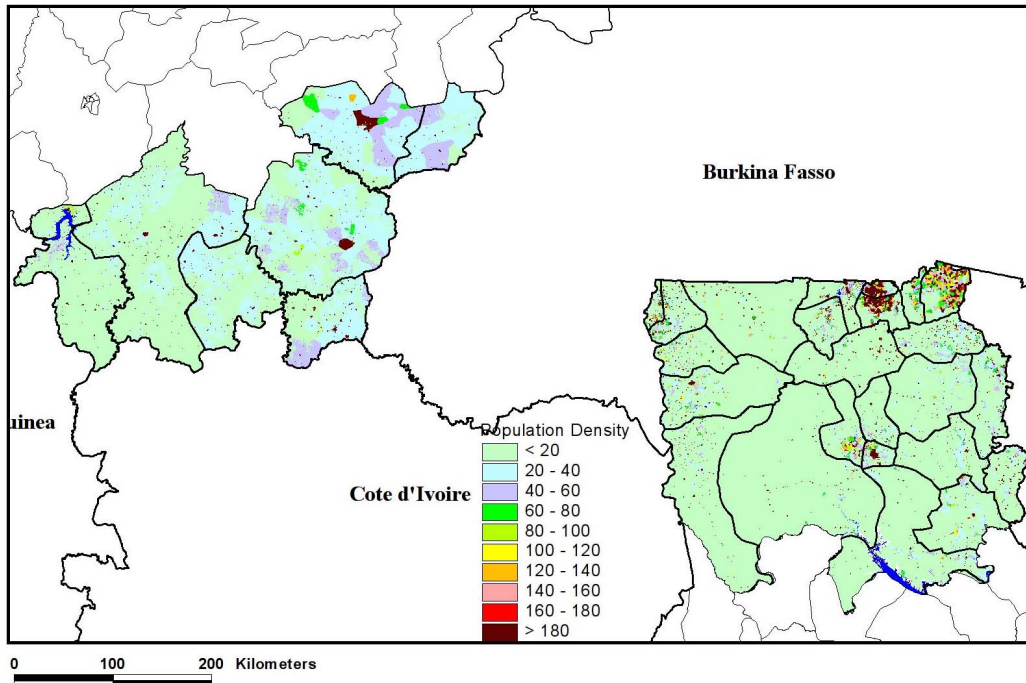 Burkina Fasso
uinea
Population Density
< 20
20 - 40
40 - 60
60 - 80
80 - 100
100 - 120
120 - 140
140 - 160
160 - 180
> 180
Cote d'Ivoire
0 100 200 Kilometers